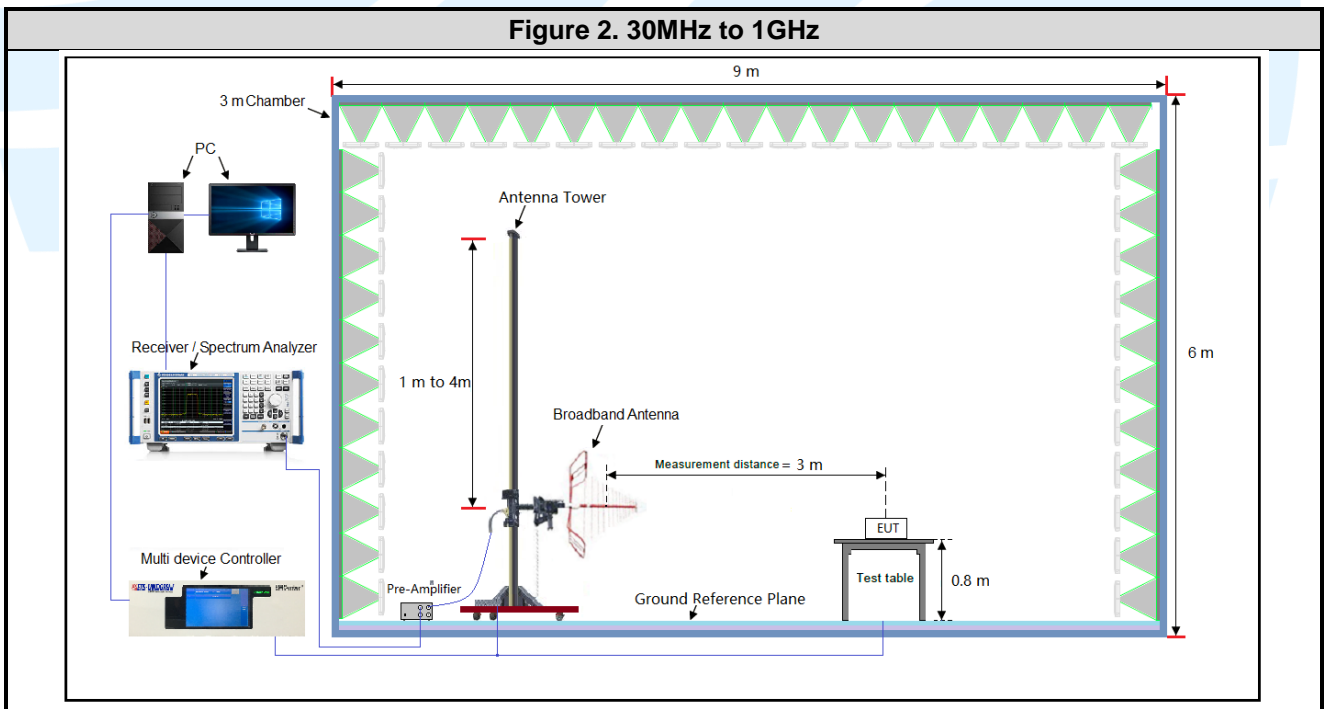 Figure 2. 30MHz to 1GHz
9 m
3 m Chamber
PC
Antenna Tower
Receiver / Spectrum Analyzer
1 m to 4m
6 m
Broadband Antenna
Measurement distance = 3 m
EUT
Multi device Controller
Pre-Amplifier
Test table
0.8 m
Ground Reference Plane